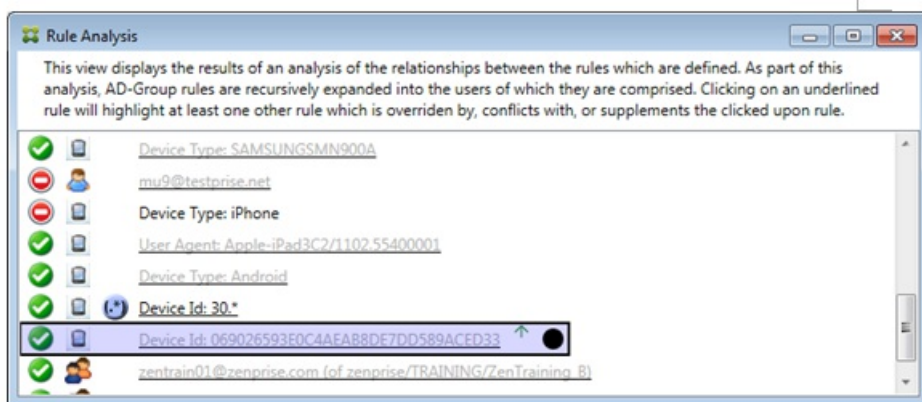 Rule Analysis
This view displays the results of an analysis of the relationships between the rules which are defined. As part of this
analysis, AD-Group rules are recursively expanded into the users of which they are comprised. Clicking on an underlined
rule will highlight at least one other rule which is overriden by, conflicts with, or supplements the clicked upon rule.
Device Type: SAMSUNGSMN900A
mu9@testprise.net
Device Type: iPhone
User Agent: Apple-iPad3C2/1102.55400001
Device Type: Android
(.*) Device Id: 30.*
Device Id: 069026593E0C4AEAB8DE7DD589ACED33
zentrain01@zenprise.com (of zenprise/TRAINING/ZenTraining_B)